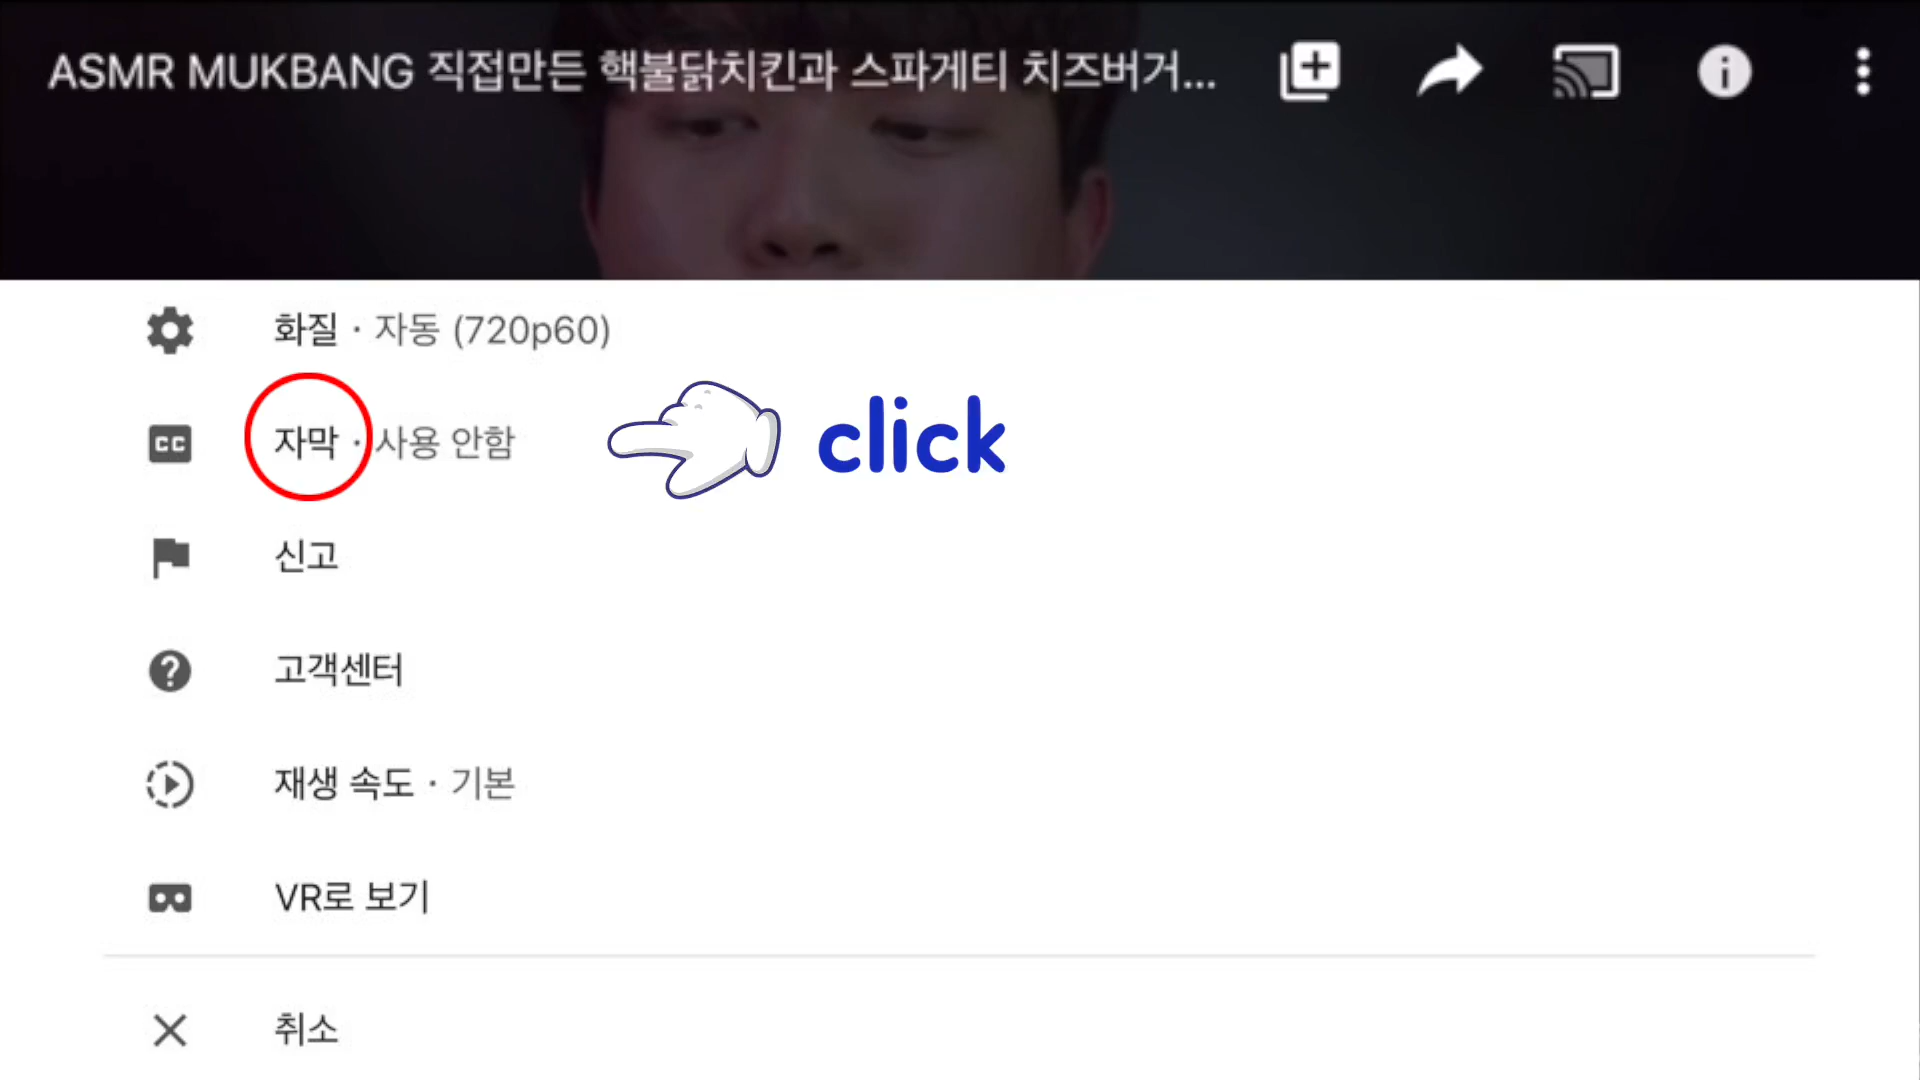 ASMR MUKBANG 직접만든 핵불닭치킨과 스파게티 치즈버거...
화질 · 자동 (720p60)
CC 자막 · 사용 안함
click
신고
고객센터
재생 속도 · 기본
VR로 보기
취소